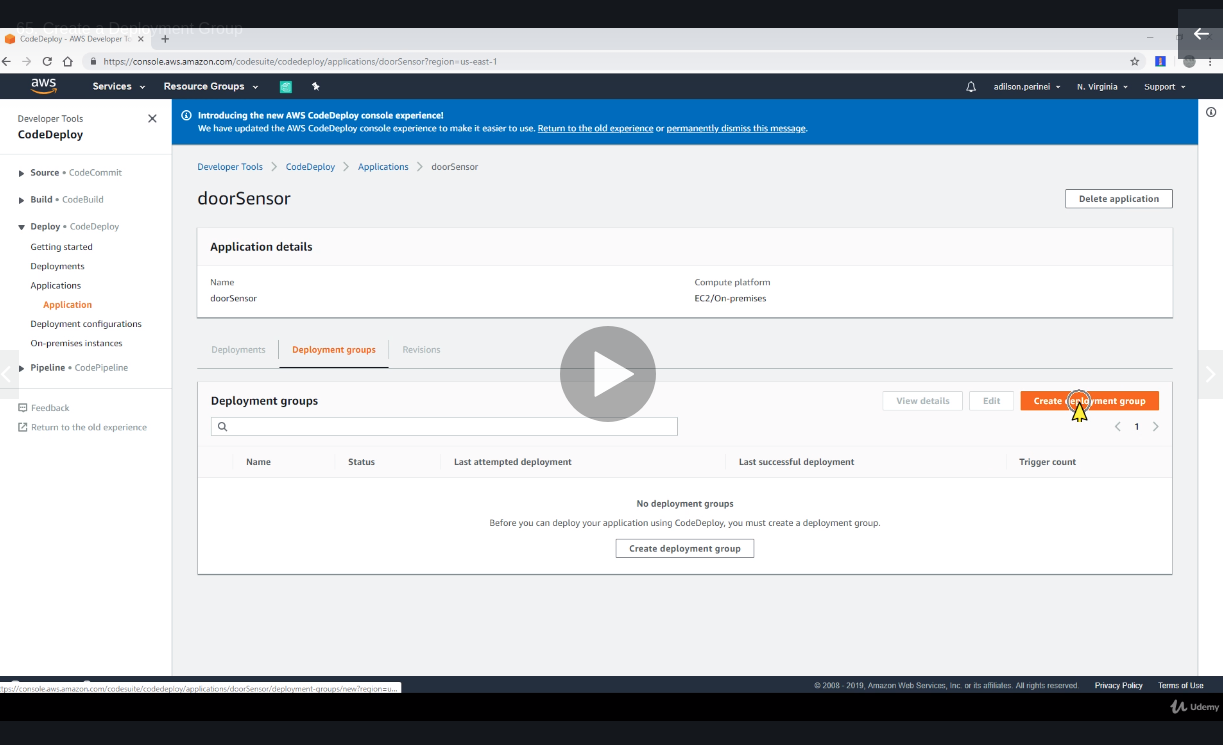 65. Create a Deployment Group
CodeDeploy - AWS Developer To
https://console.aws.amazon.com/codesuite/codedeploy/applications/doorSensor?region=us-east-1
aws
Services
Resource Groups
adilson.perinei
N. Virginia
Support
Developer Tools
CodeDeploy
Introducing the new AWS CodeDeploy console experience!
We have updated the AWS CodeDeploy console experience to make it easier to use. Return to the old experience or permanently dismiss this message.
Source • CodeCommit
Build • CodeBuild
Deploy • CodeDeploy
Getting started
Deployments
Applications
Application
Deployment configurations
On-premises instances
Pipeline • CodePipeline
Feedback
Return to the old experience
Developer Tools > CodeDeploy > Applications > doorSensor
doorSensor
Delete application
Application details
Name
doorSensor
Compute platform
EC2/On-premises
Deployments
Deployment groups
Revisions
Deployment groups
View details
Edit
Create deployment group
1
Name
Status
Last attempted deployment
Last successful deployment
Trigger count
No deployment groups
Before you can deploy your application using CodeDeploy, you must create a deployment group.
Create deployment group
ttps://console.aws.amazon.com/codesuite/codedeploy/applications/doorSensor/deployment-groups/new?region=u...
© 2008 - 2019, Amazon Web Services, Inc. or its affiliates. All rights reserved.
Privacy Policy
Terms of Use
Udemy